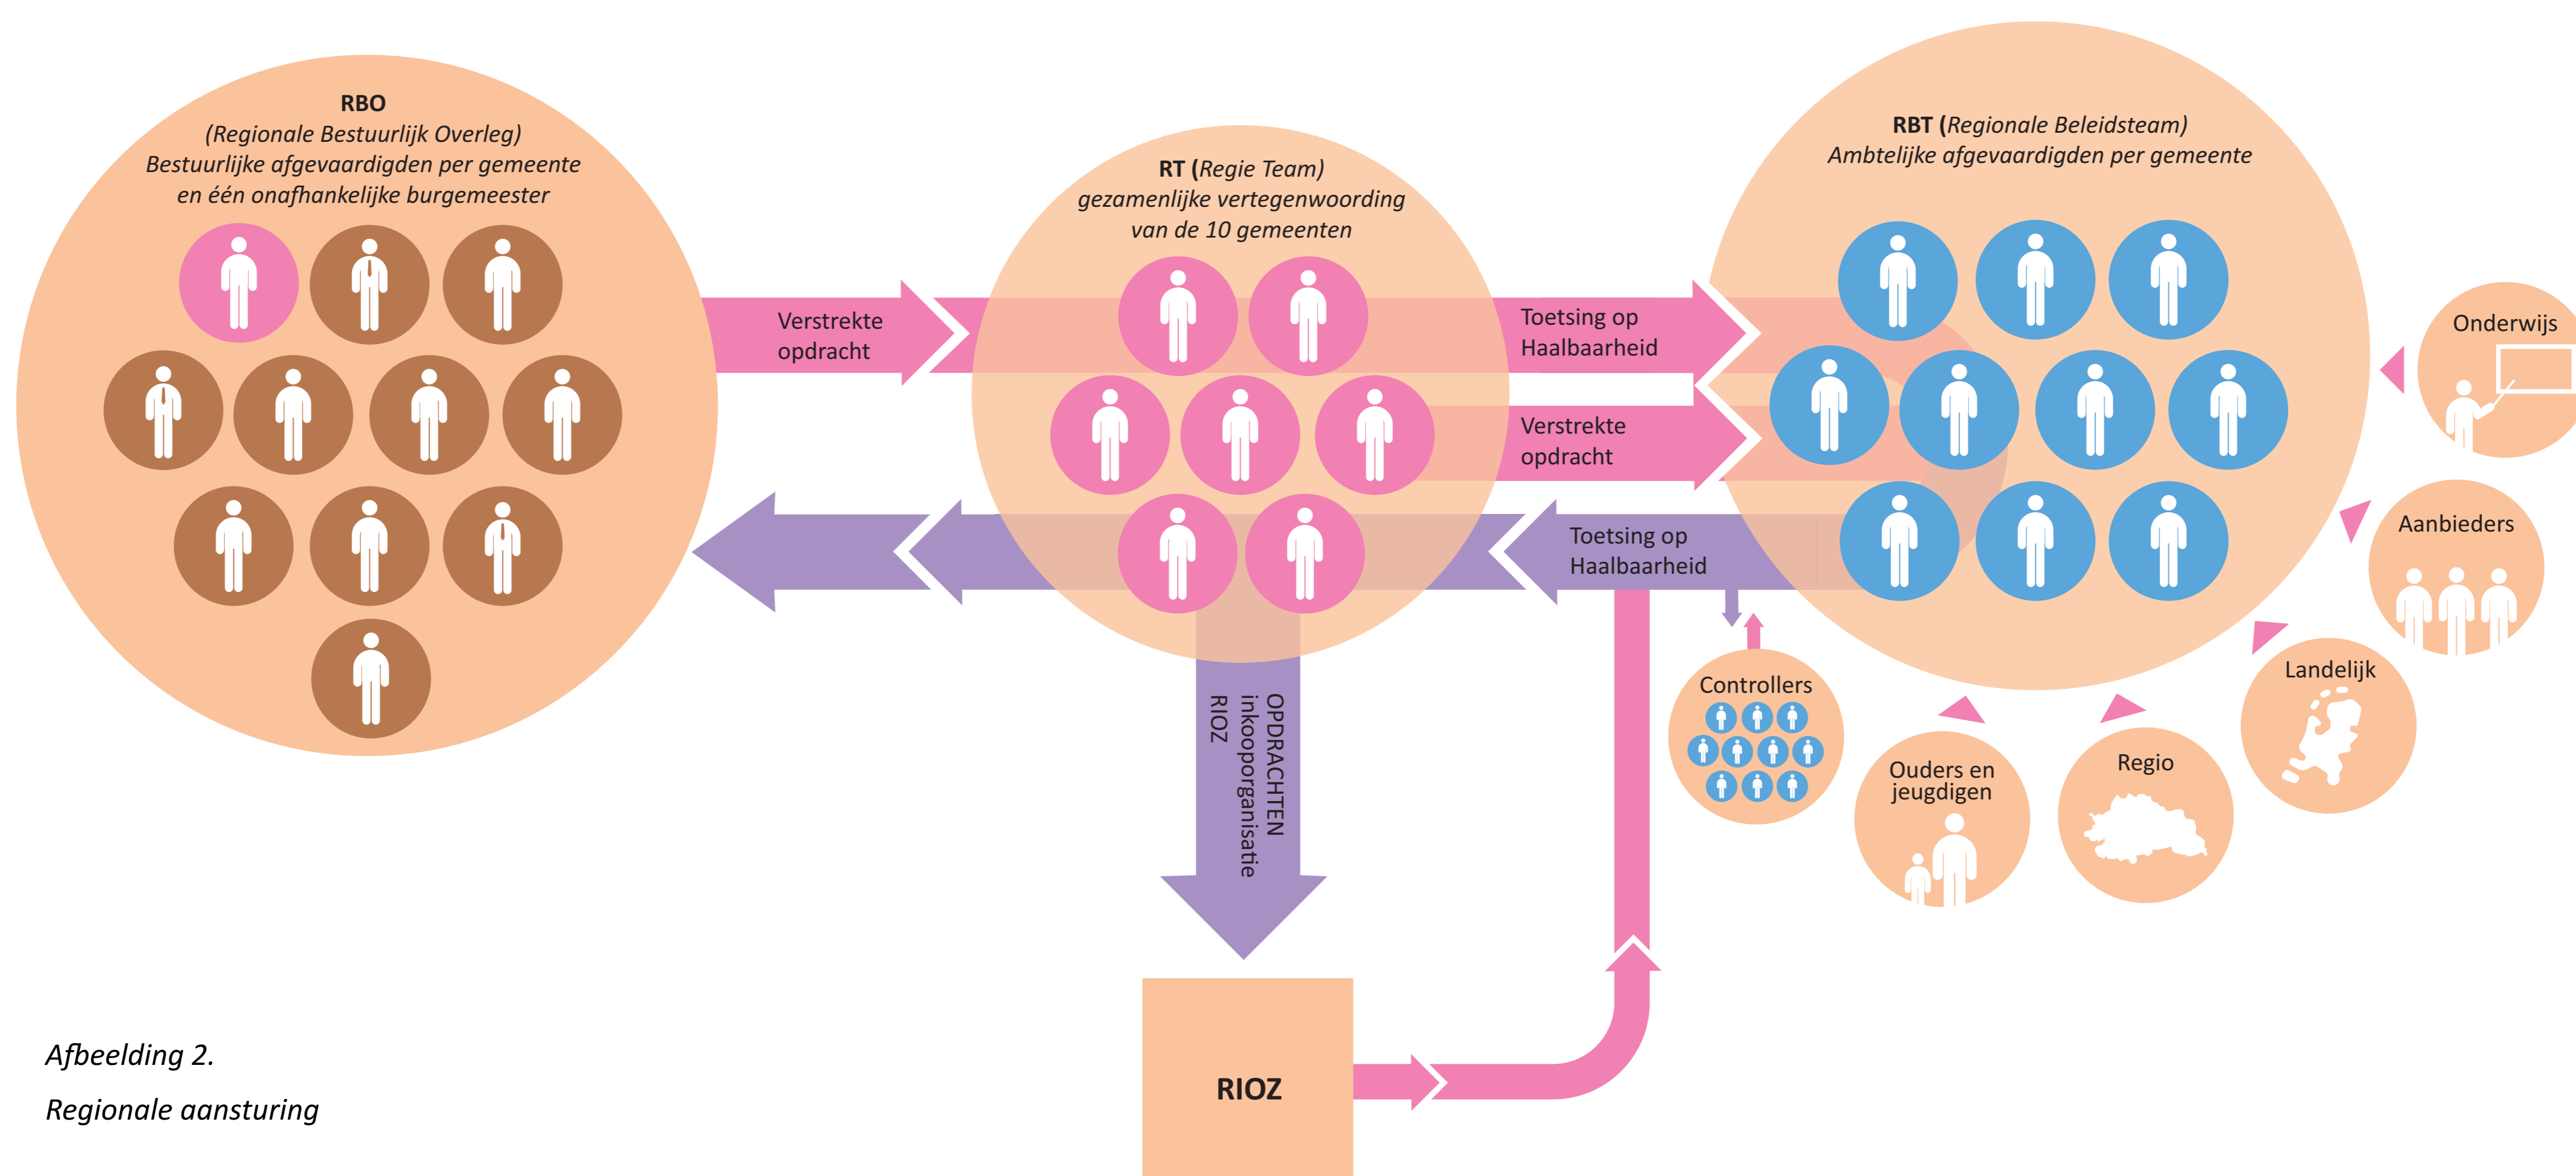 RBO
(Regionale Bestuurlijk Overleg)
Bestuurlijke afgevaardigden per gemeente
en één onafhankelijke burgemeester
Verstrekte
opdracht
RT (Regie Team)
gezamenlijke vertegenwoording
van de 10 gemeenten
Toetsing op
Haalbaarheid
Verstrekte
opdracht
Toetsing op
Haalbaarheid
RBT (Regionale Beleidsteam)
Ambtelijke afgevaardigden per gemeente
Onderwijs
Aanbieders
Landelijk
Regio
Ouders en
jeugdigen
Controllers
OPDRACHTEN
inkooporganisatie
RIOZ
RIOZ
Afbeelding 2.
Regionale aansturing